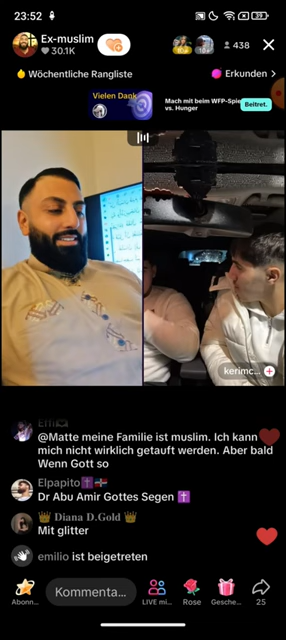 23:52
39
Ex-muslim
30.1K
438
Wöchentliche Rangliste
Erkunden >
Vielen Dank
Mach mit beim WFP-Spiel
vs. Hunger
Beitret.
kerimc...
@Matte meine Familie ist muslim. Ich kann
mich nicht wirklich getauft werden. Aber bald
Wenn Gott so
Elpapito✝️🇩🇴
Dr Abu Amir Gottes Segen ✝️
👑 Diana D.Gold 👑
Mit glitter
emilio ist beigetreten
Abonn...
Kommenta...
LIVE mi...
Rose
Gesche...
25